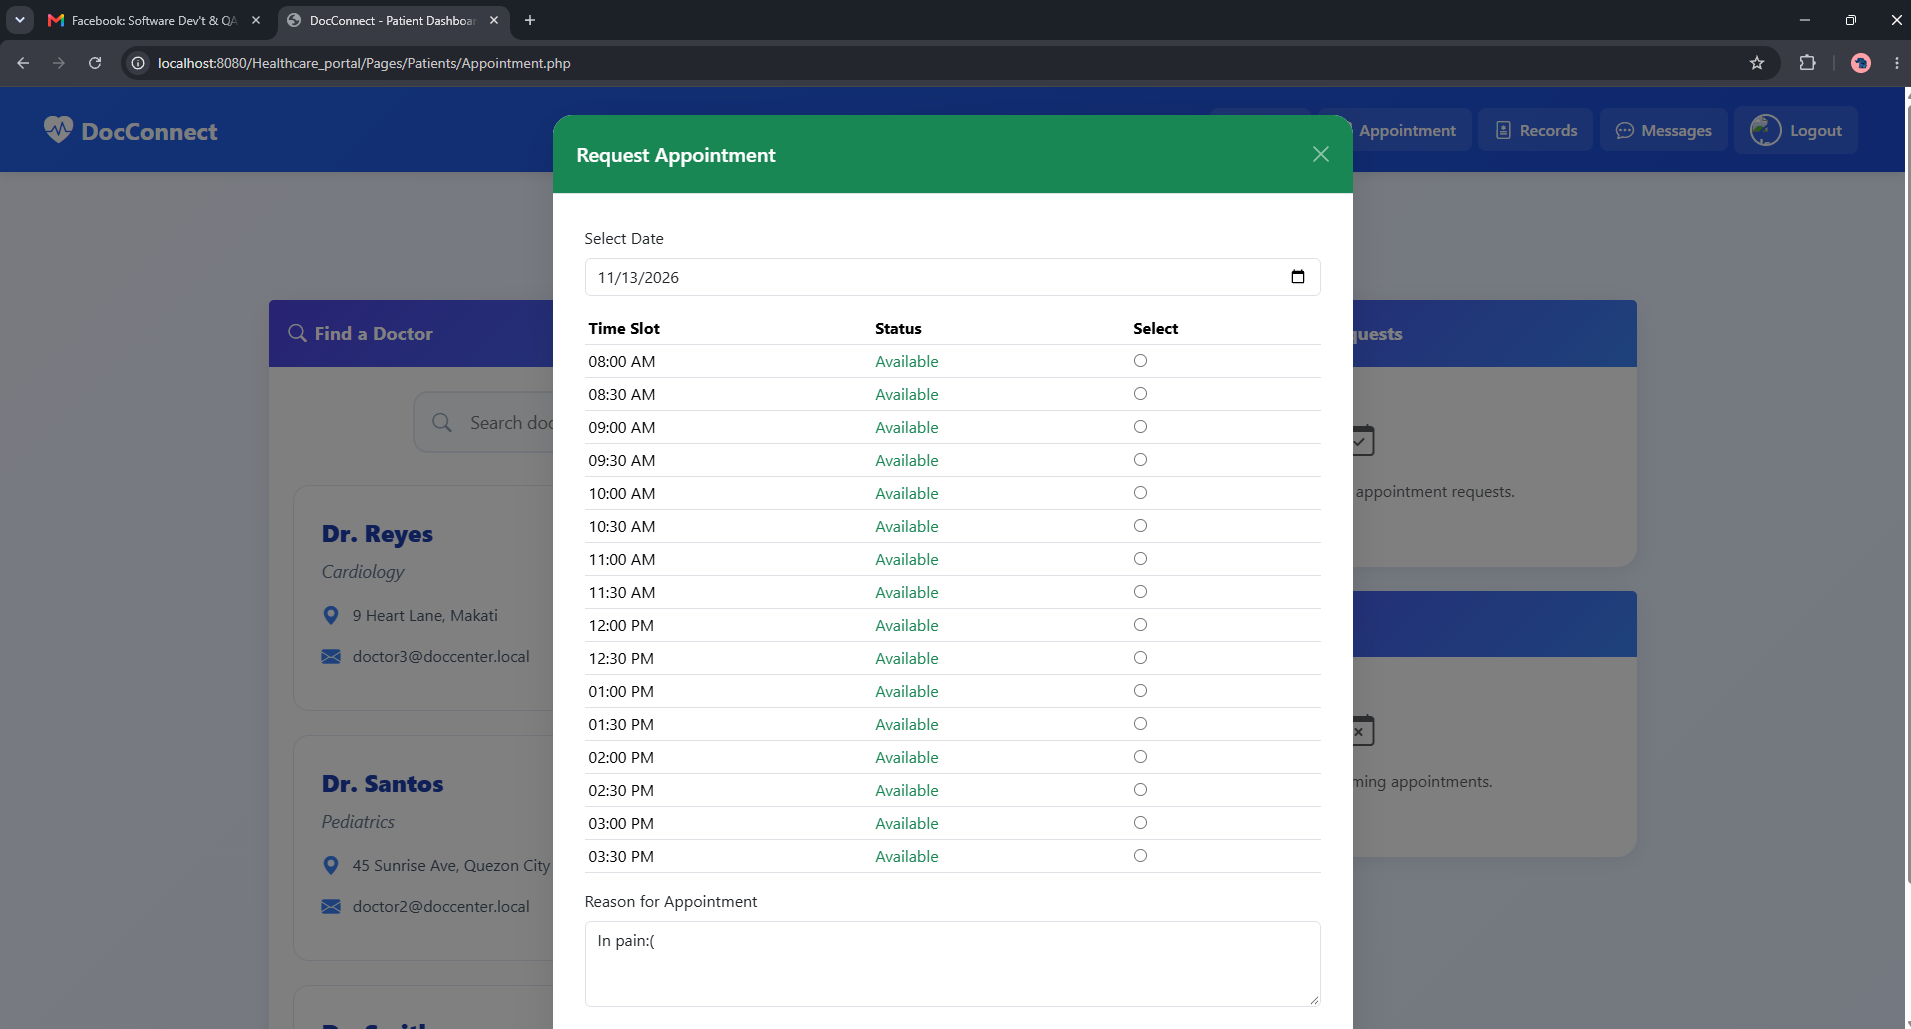 Facebook: Software Dev't & QA
DocConnect - Patient Dashboar
localhost:8080/Healthcare_portal/Pages/Patients/Appointment.php
DocConnect
Appointment
Records
Messages
Logout
Request Appointment
Select Date
11/13/2026
Time Slot Status Select
08:00 AM Available
08:30 AM Available
09:00 AM Available
09:30 AM Available
10:00 AM Available
10:30 AM Available
11:00 AM Available
11:30 AM Available
12:00 PM Available
12:30 PM Available
01:00 PM Available
01:30 PM Available
02:00 PM Available
02:30 PM Available
03:00 PM Available
03:30 PM Available
Reason for Appointment
In pain:(
Find a Doctor
Search doc
Dr. Reyes
Cardiology
9 Heart Lane, Makati
doctor3@doccenter.local
Dr. Santos
Pediatrics
45 Sunrise Ave, Quezon City
doctor2@doccenter.local
quests
appointment requests.
ming appointments.